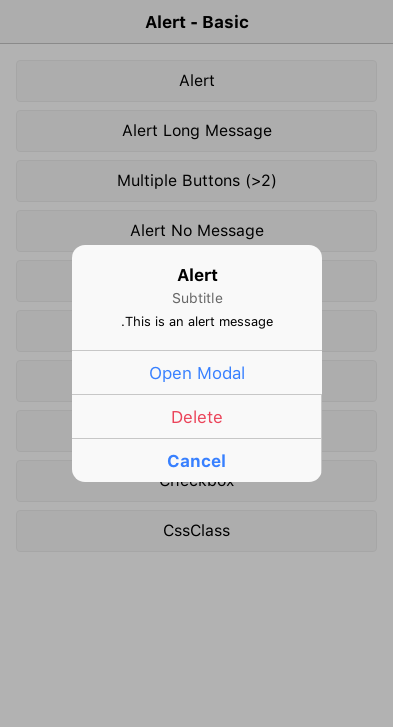 Alert - Basic
Alert
Alert Long Message
Multiple Buttons (>2)
Alert No Message
Alert
Subtitle
.This is an alert message
Open Modal
Delete
Cancel
Checkbox
CssClass